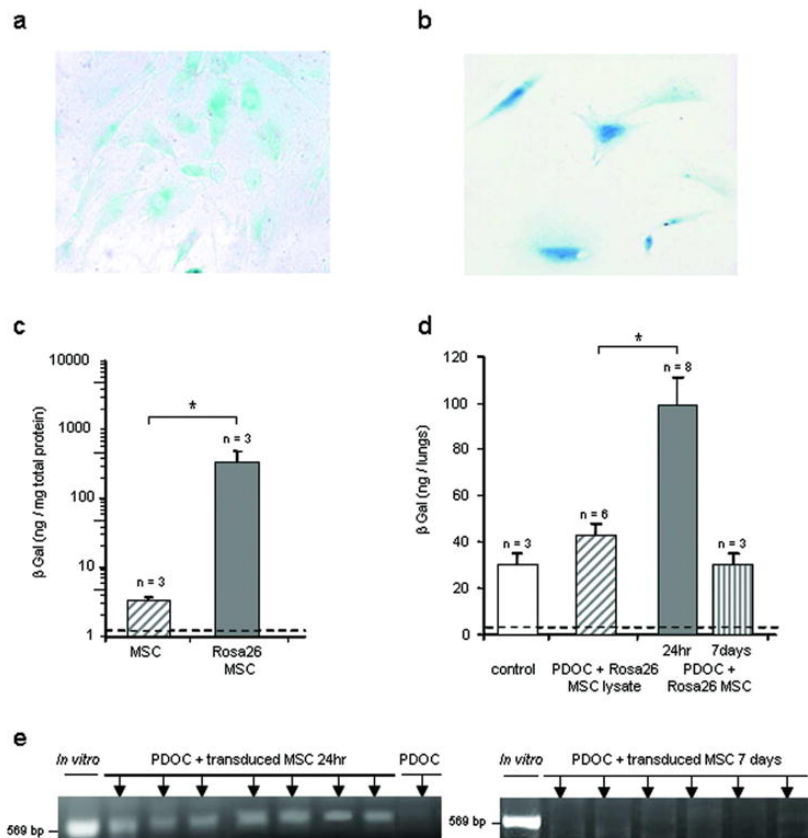 a
b
c
10000
1000
100
10
1
β Gal (ng / mg total protein)
*
n = 3
n = 3
MSC
Rosa26
MSC
d
120
100
80
60
40
20
0
β Gal (ng / lungs)
*
n = 3
n = 6
n = 8
n = 3
24hr 7days
control PDOC + Rosa26 PDOC +
MSC lysate Rosa26 MSC
e
In vitro PDOC + transduced MSC 24hr PDOC
569 bp
In vitro PDOC + transduced MSC 7 days
569 bp